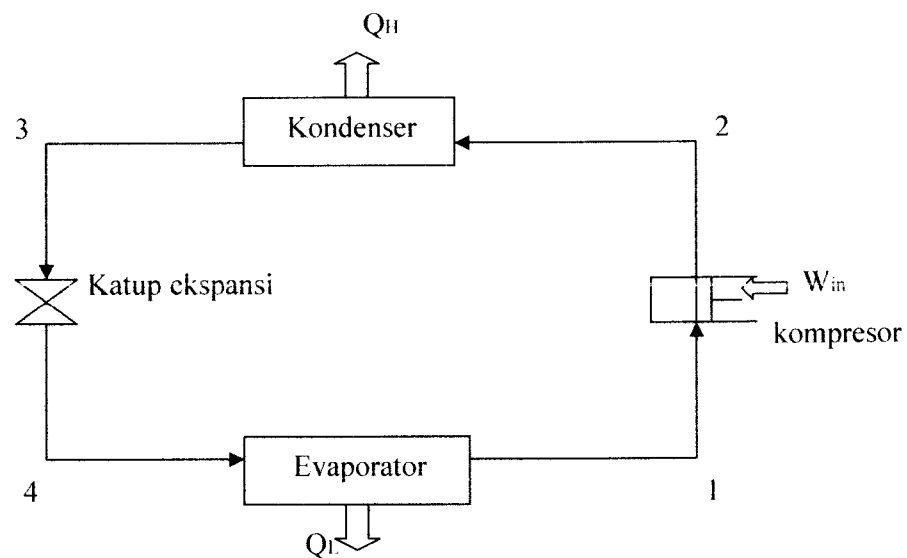 QH
Kondenser
3
2
Katup ekspansi
Win
kompresor
Evaporator
4
1
QL